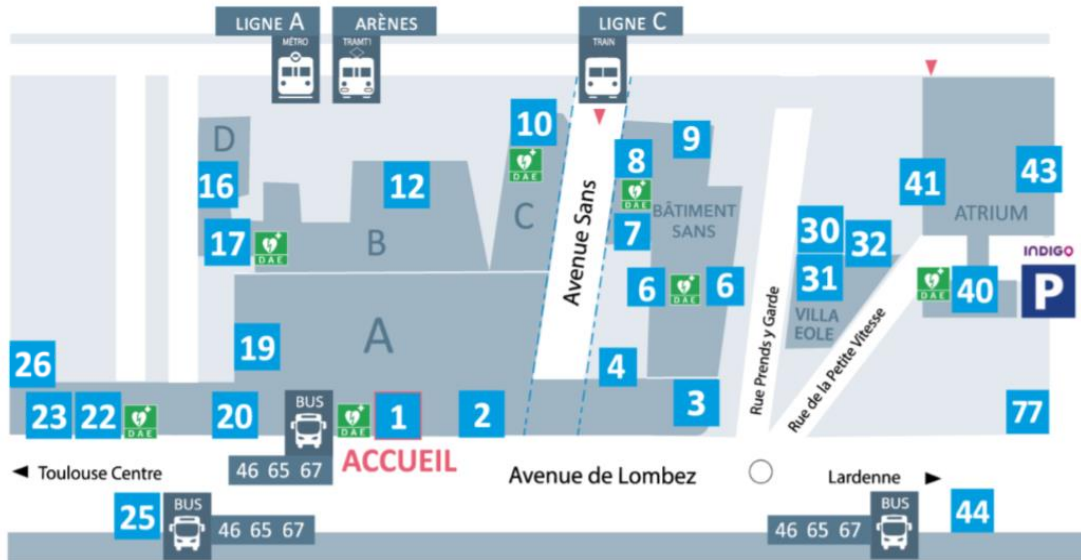 LIGNE A
ARÈNES
LIGNE C
MÉTRO
TRAMT1
TRAIN
D
10
DAE
8
DAE
9
16
12
C
Avenue Sans
41
43
ATRIUM
17
DAE
B
7
BÂTIMENT
SANS
30
32
6
DAE
6
31
VILLA
EOLE
DAE
40
INDIGO
P
19
A
26
4
Rue Prends y Garde
Rue de la Petite Vitesse
23
22
DAE
20
BUS
DAE
1
2
3
77
46 65 67
ACCUEIL
Toulouse Centre
Avenue de Lombez
Lardenne
25
BUS
46 65 67
46 65 67
BUS
44